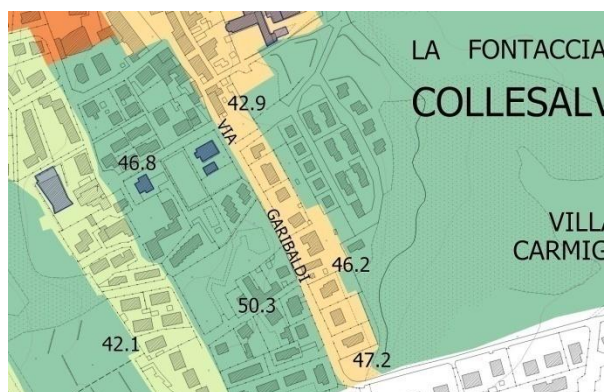 LA FONTACCIA
COLLESALV
42.9
VIA
46.8
VILLA
CARMIG
GARIBALDI
46.2
50.3
42.1
47.2